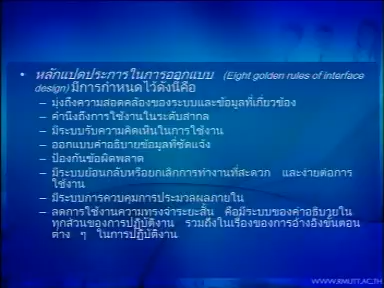 • หลักแปดประการในการออกแบบ (Eight golden rules of interface
design) มีการกำหนดไว้ดังนี้คือ
– มุ่งถึงความสอดคล้องของระบบและข้อมูลที่เกี่ยวข้อง
– คำนึงถึงการใช้งานในระดับสากล
– มีระบบรับความคิดเห็นในการใช้งาน
– ออกแบบคำอธิบายข้อมูลที่ชัดแจ้ง
– ป้องกันข้อผิดพลาด
– มีระบบย้อนกลับหรือยกเลิกการทำงานที่สะดวก และง่ายต่อการ
ใช้งาน
– มีระบบการควบคุมการประมวลผลภายใน
– ลดการใช้งานความทรงจำระยะสั้น คือมีระบบของคำอธิบายใน
ทุกส่วนของการปฏิบัติงาน รวมถึงในเรื่องของการอ้างอิงขั้นตอน
ต่าง ๆ ในการปฏิบัติงาน
WWW.RMUTT.AC.TH